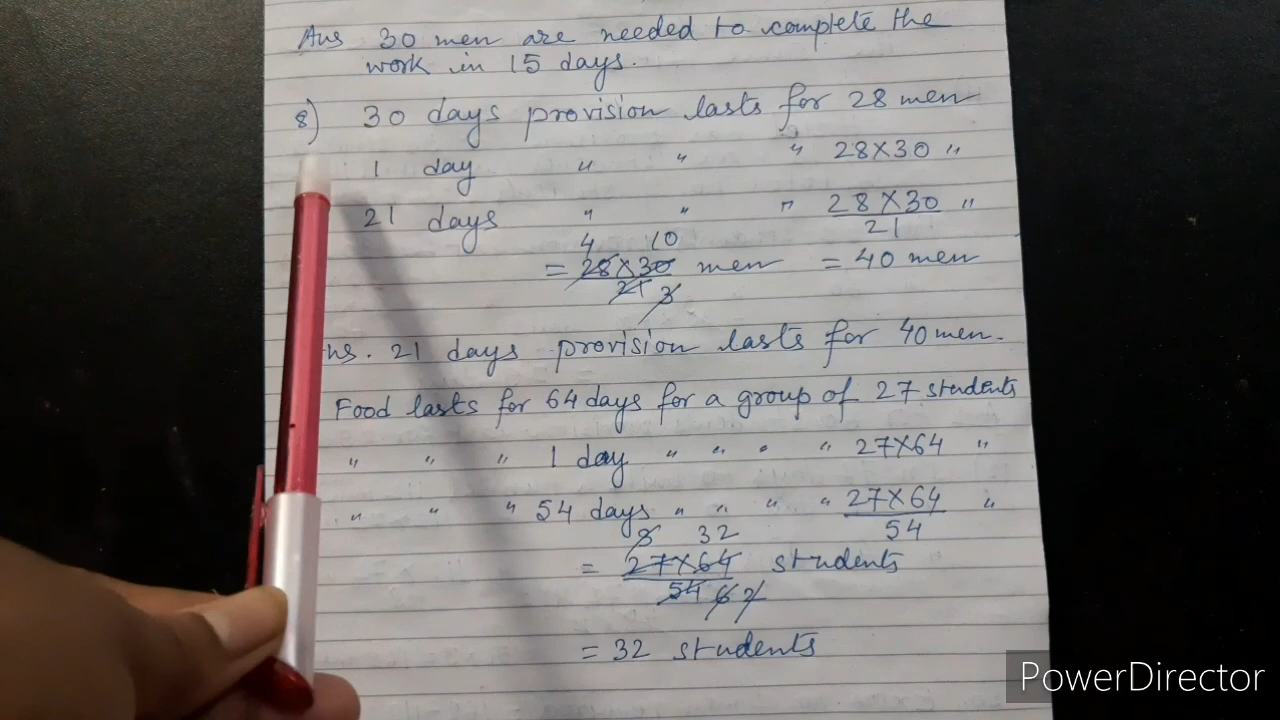 Ans 30 men are needed to complete the
work in 15 days.
8) 30 days provision lasts for 28 men
1 day " " " 28×30 "
21 days " " " 28×30 "
21
4 10
= 28×30 men = 40 men
21 3
ns. 21 days provision lasts for 40 men.
Food lasts for 64 days for a group of 27 students
" " " 1 day " " " " 27×64 "
" " " 54 days " " " " 27×64 "
54
3 32
= 27×64 students
54 6 2
= 32 students
PowerDirector